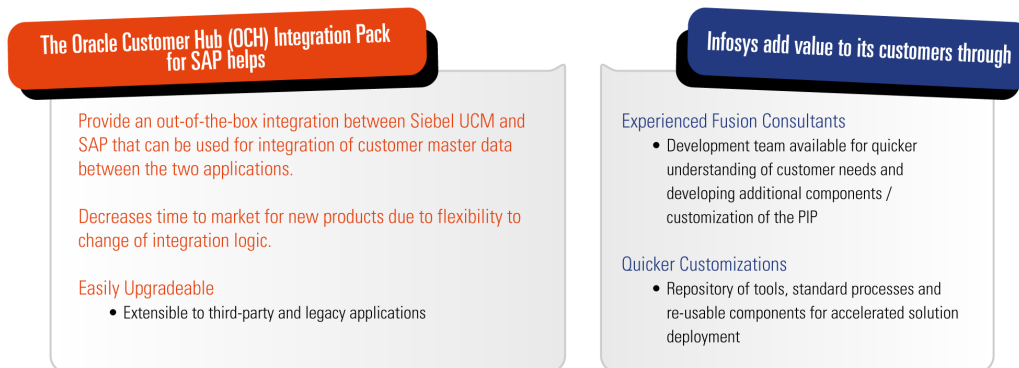 The Oracle Customer Hub (OCH) Integration Pack
for SAP helps
Provide an out-of-the-box integration between Siebel UCM and
SAP that can be used for integration of customer master data
between the two applications.
Decreases time to market for new products due to flexibility to
change of integration logic.
Easily Upgradeable
• Extensible to third-party and legacy applications
Infosys add value to its customers through
Experienced Fusion Consultants
• Development team available for quicker
understanding of customer needs and
developing additional components /
customization of the PIP
Quicker Customizations
• Repository of tools, standard processes and
re-usable components for accelerated solution
deployment